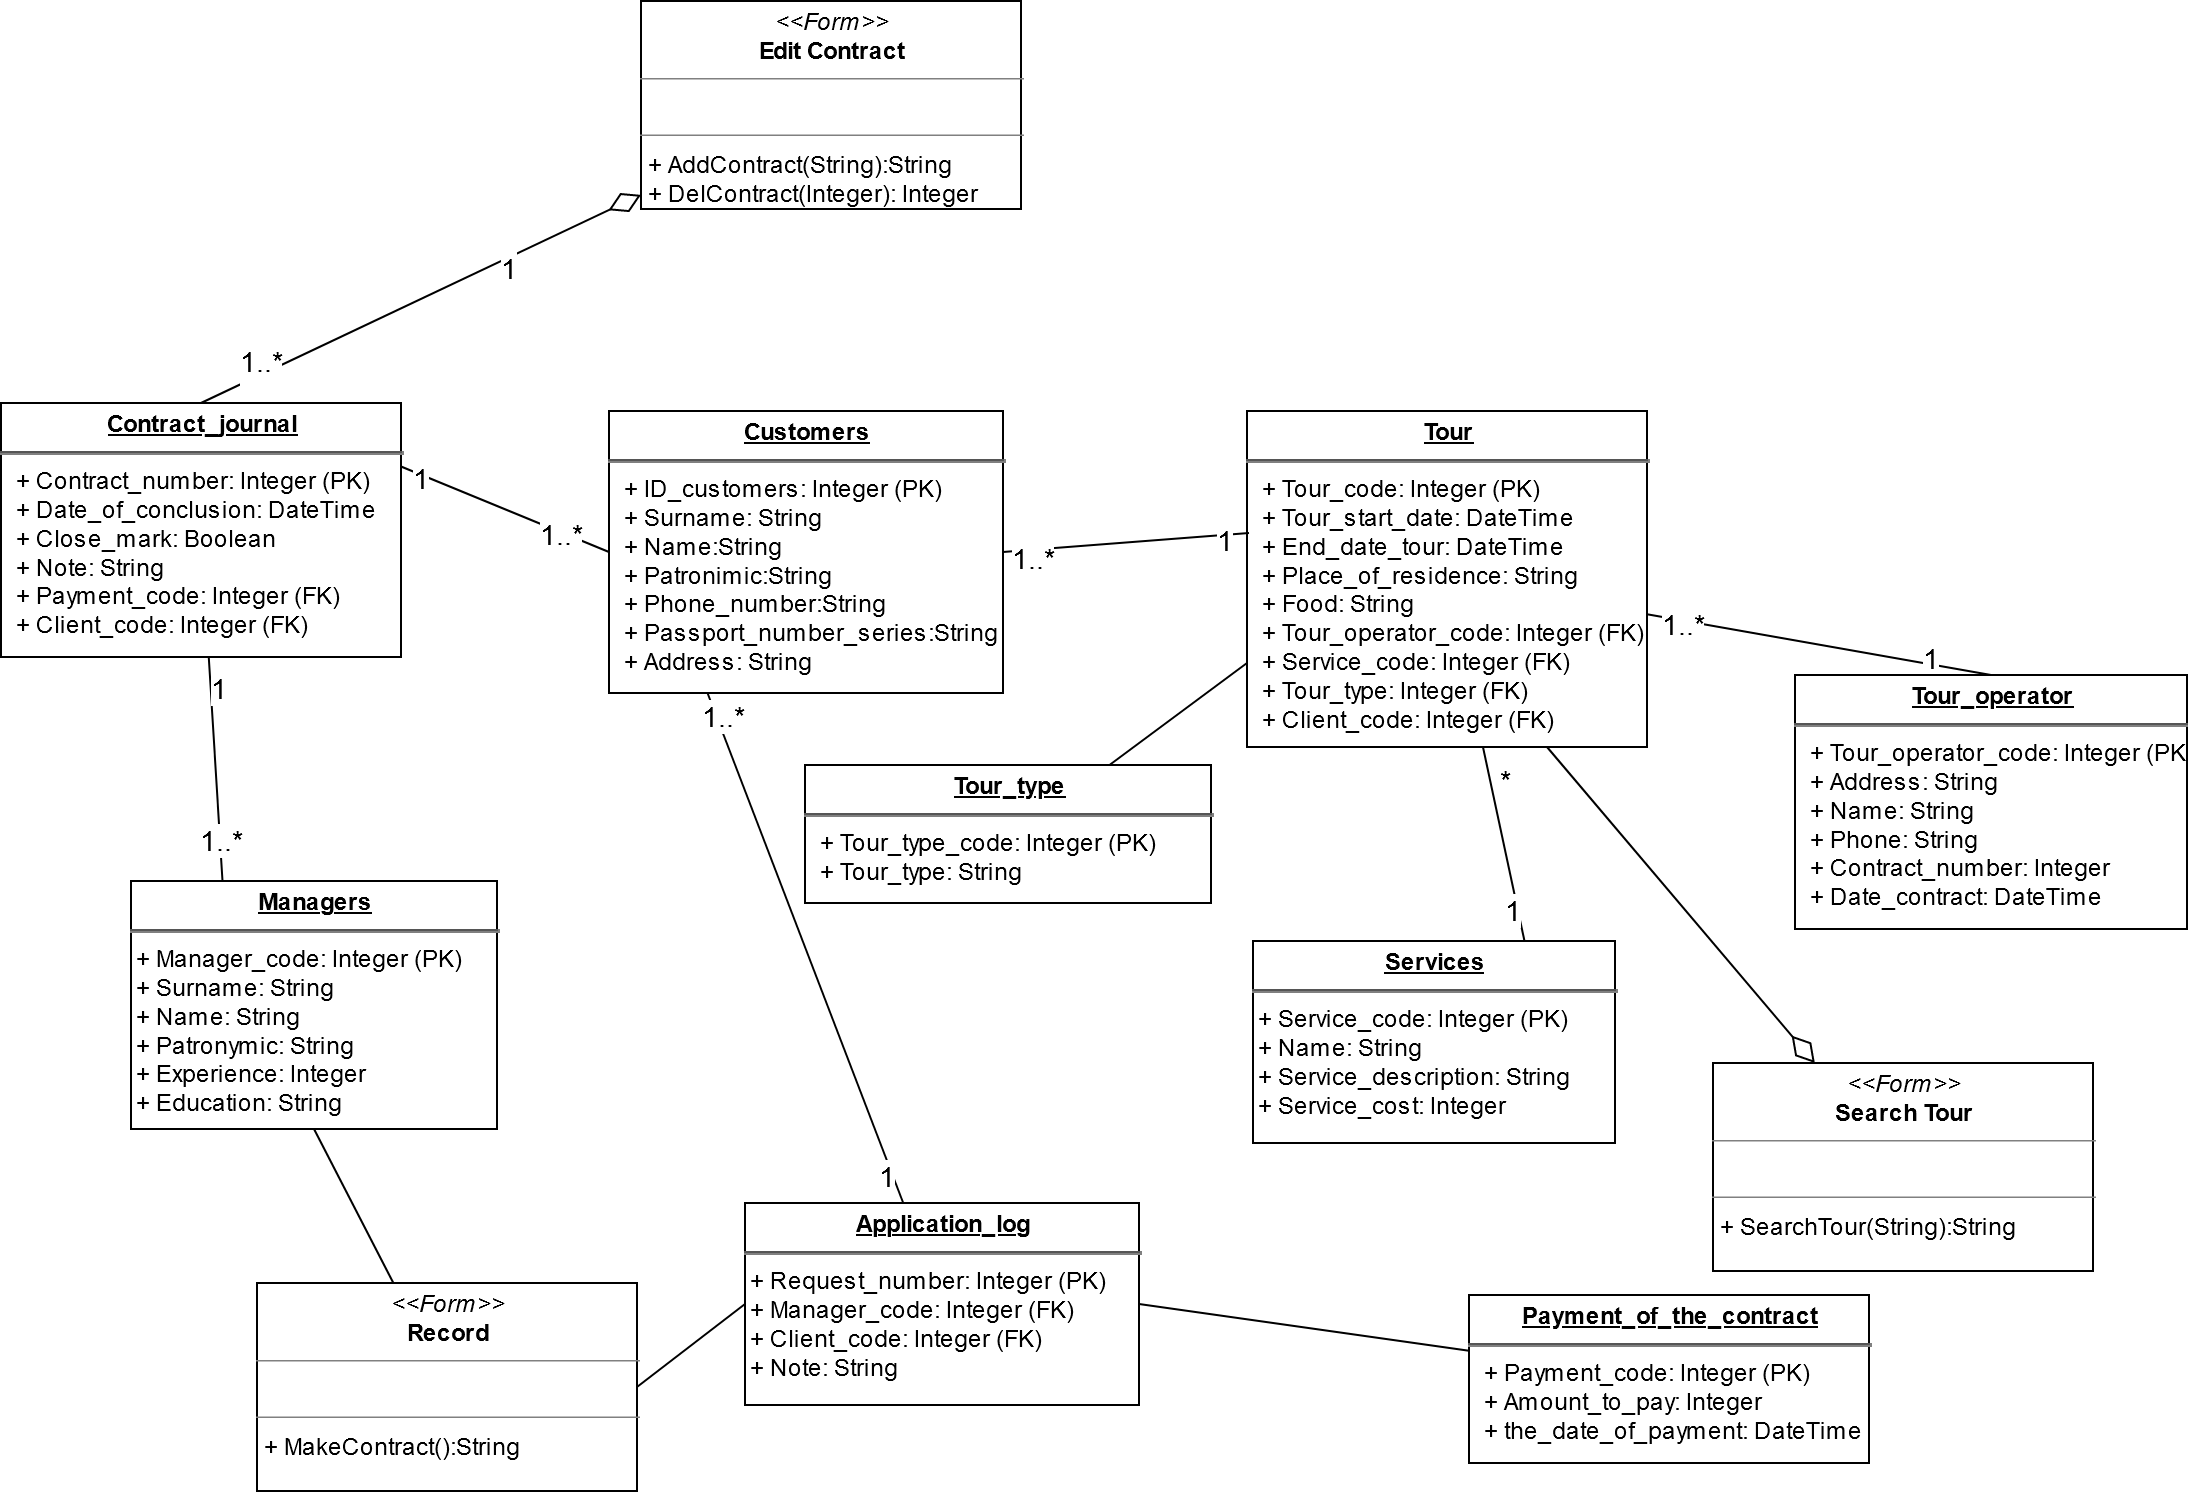 <<Form>>
Edit Contract
+ AddContract(String):String
+ DelContract(Integer): Integer
1
1..*
Contract_journal
+ Contract_number: Integer (PK)
+ Date_of_conclusion: DateTime
+ Close_mark: Boolean
+ Note: String
+ Payment_code: Integer (FK)
+ Client_code: Integer (FK)
1
1..*
Customers
+ ID_customers: Integer (PK)
+ Surname: String
+ Name:String
+ Patronimic:String
+ Phone_number:String
+ Passport_number_series:String
+ Address: String
1..*
1
Tour
+ Tour_code: Integer (PK)
+ Tour_start_date: DateTime
+ End_date_tour: DateTime
+ Place_of_residence: String
+ Food: String
+ Tour_operator_code: Integer (FK)
+ Service_code: Integer (FK)
+ Tour_type: Integer (FK)
+ Client_code: Integer (FK)
1..*
1
Tour_operator
+ Tour_operator_code: Integer (PK
+ Address: String
+ Name: String
+ Phone: String
+ Contract_number: Integer
+ Date_contract: DateTime
1
1..*
1..*
1
Tour_type
+ Tour_type_code: Integer (PK)
+ Tour_type: String
*
1
Managers
+ Manager_code: Integer (PK)
+ Surname: String
+ Name: String
+ Patronymic: String
+ Experience: Integer
+ Education: String
Services
+ Service_code: Integer (PK)
+ Name: String
+ Service_description: String
+ Service_cost: Integer
<<Form>>
Search Tour
+ SearchTour(String):String
Application_log
+ Request_number: Integer (PK)
+ Manager_code: Integer (FK)
+ Client_code: Integer (FK)
+ Note: String
<<Form>>
Record
+ MakeContract():String
Payment_of_the_contract
+ Payment_code: Integer (PK)
+ Amount_to_pay: Integer
+ the_date_of_payment: DateTime